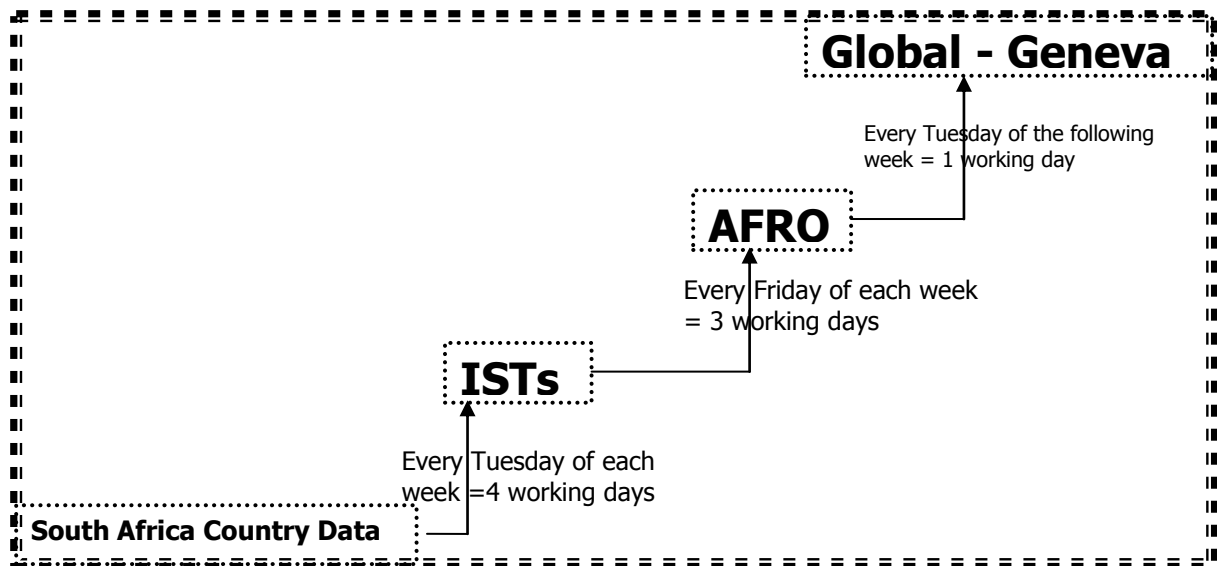 Global - Geneva
Every Tuesday of the following
week = 1 working day
AFRO
Every Friday of each week
= 3 working days
ISTs
Every Tuesday of each
week =4 working days
South Africa Country Data